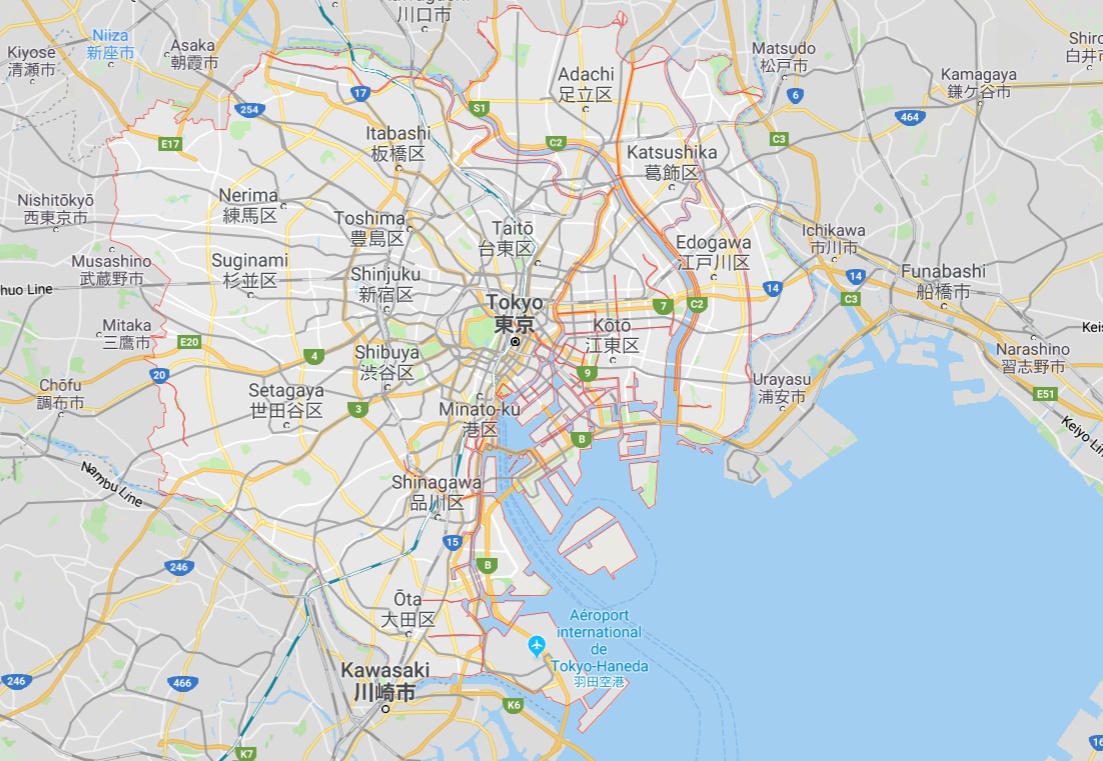 川口市
Kiyose
清瀬市
Niiza
新座市
Asaka
朝霞市
Adachi
足立区
Matsudo
松戸市
白井
Kamagaya
鎌ケ谷市
17
254
S1
6
464
E17
C2
C3
Itabashi
板橋区
Katsushika
葛飾区
Nishitōkyō
西東京市
Nerima
練馬区
Toshima
豊島区
Taitō
台東区
Edogawa
江戸川区
Ichikawa
市川市
Musashino
武蔵野市
Suginami
杉並区
Shinjuku
新宿区
Funabashi
船橋市
14
14
C3
huo Line
Tokyo
東京
7
C2
Mitaka
三鷹市
E20
4
Kōtō
江東区
Keis
Narashino
習志野市
Shibuya
渋谷区
20
9
Chōfu
調布市
Setagaya
世田谷区
3
Urayasu
浦安市
E51
Minato-ku
港区
B
Keiyo Lin
Nambu Line
Shinagawa
品川区
15
246
B
Ōta
大田区
Aéroport
international
de
Tokyo-Haneda
羽田空港
Kawasaki
川崎市
246
466
K6
K7
16